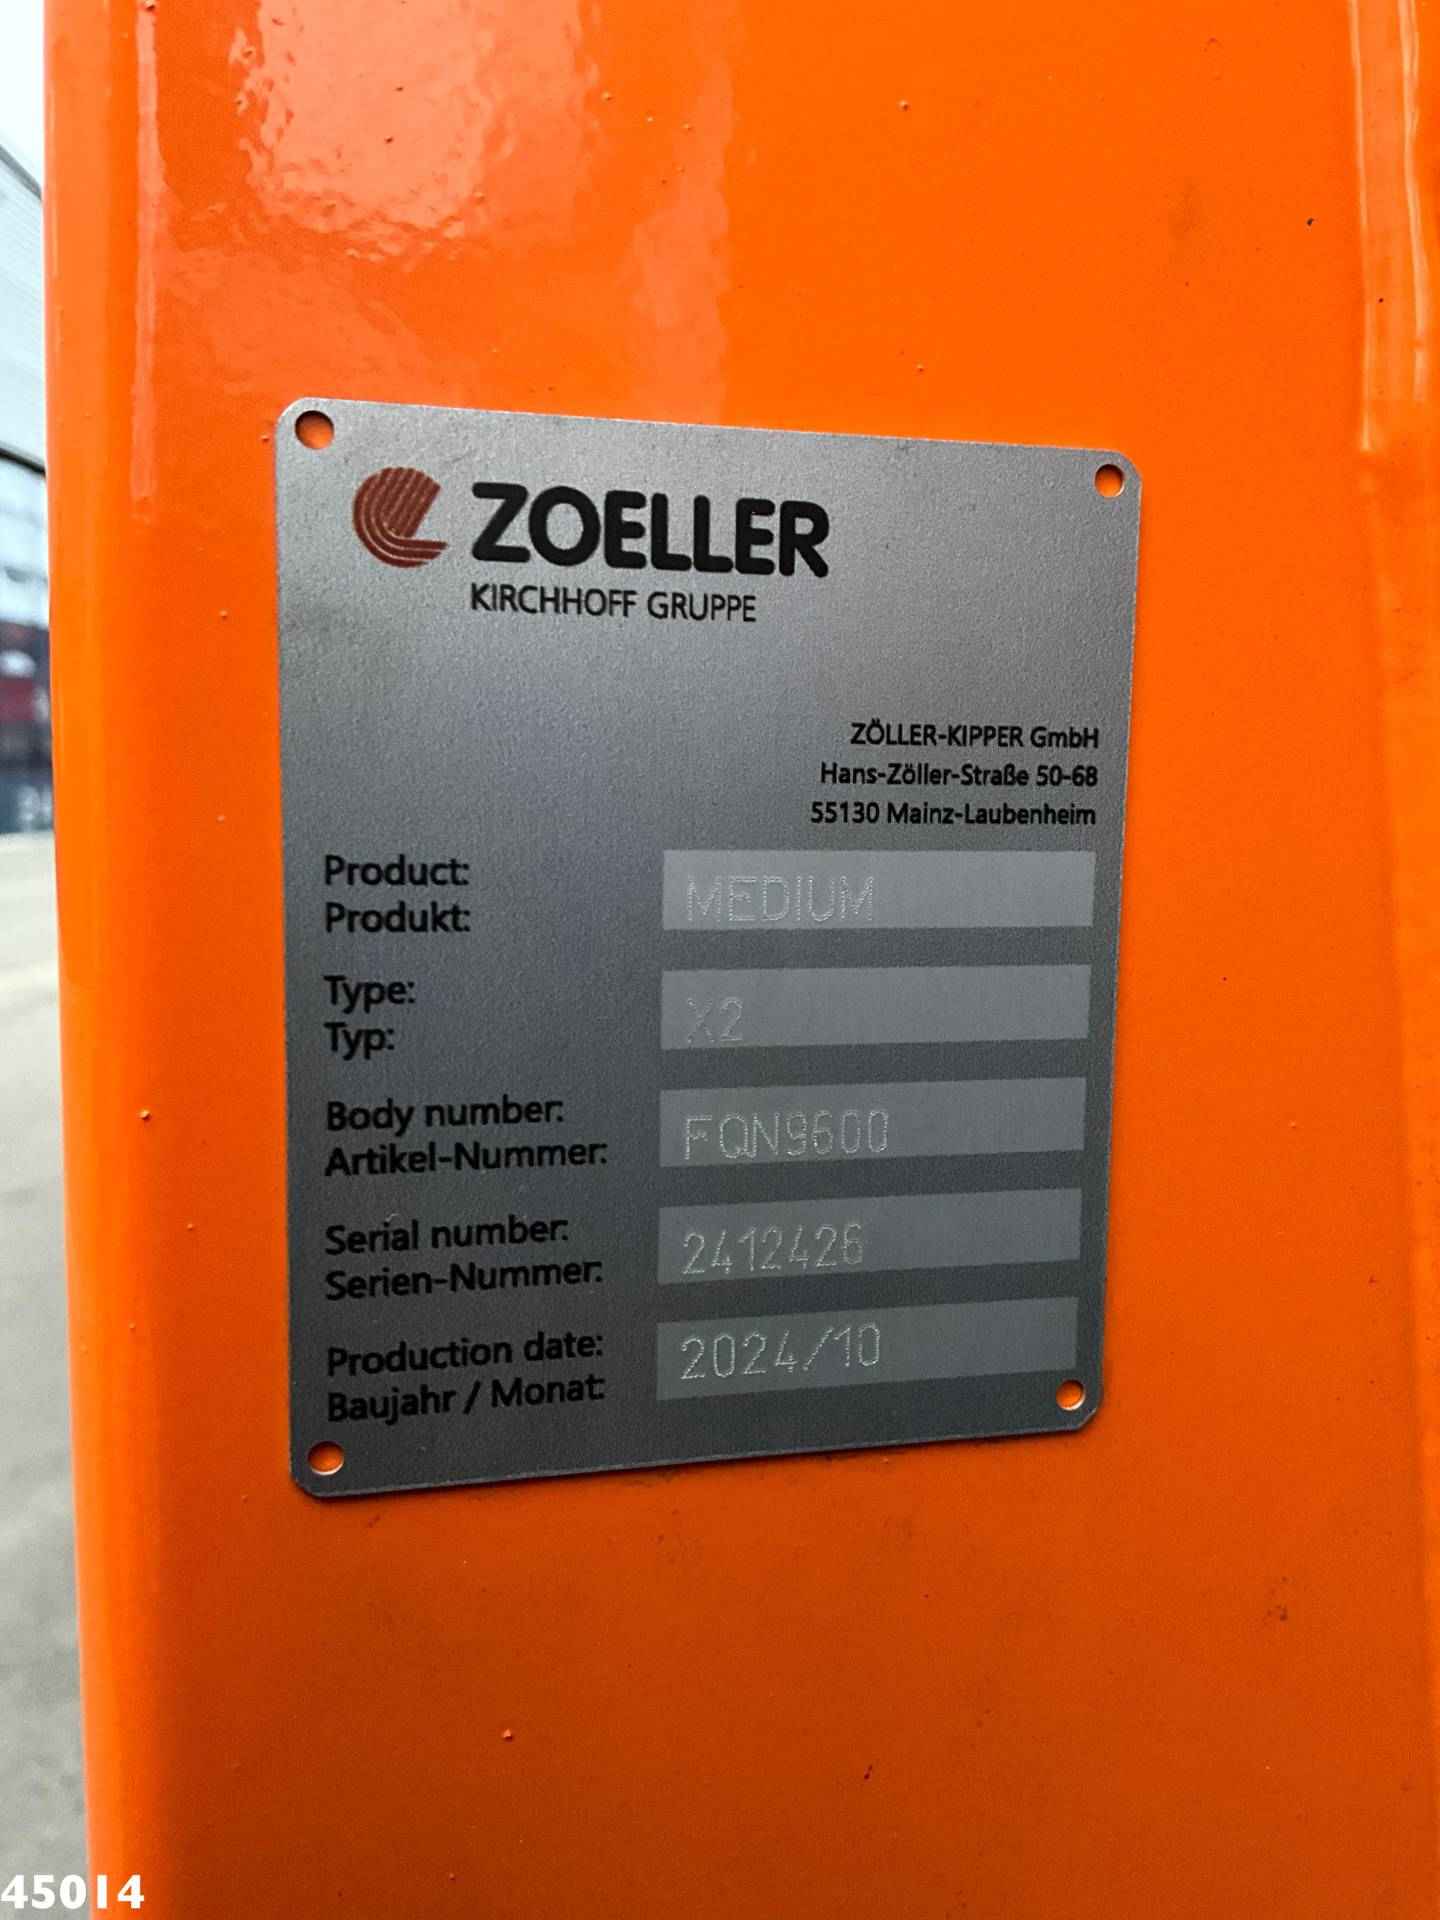 ZOELLER
KIRCHHOFF GRUPPE
ZÖLLER-KIPPER GmbH
Hans-Zöller-Straße 50-68
55130 Mainz-Laubenheim
Product:
Produkt: MEDIUM
Type:
Typ: X2
Body number:
Artikel-Nummer: FQN9600
Serial number:
Serien-Nummer: 2412426
Production date:
Baujahr / Monat: 2024/10
45014